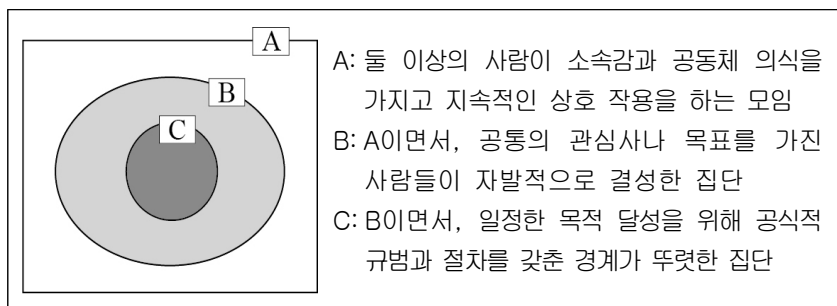 A
B
C
A: 둘 이상의 사람이 소속감과 공동체 의식을
가지고 지속적인 상호 작용을 하는 모임
B: A이면서, 공통의 관심사나 목표를 가진
사람들이 자발적으로 결성한 집단
C: B이면서, 일정한 목적 달성을 위해 공식적
규범과 절차를 갖춘 경계가 뚜렷한 집단